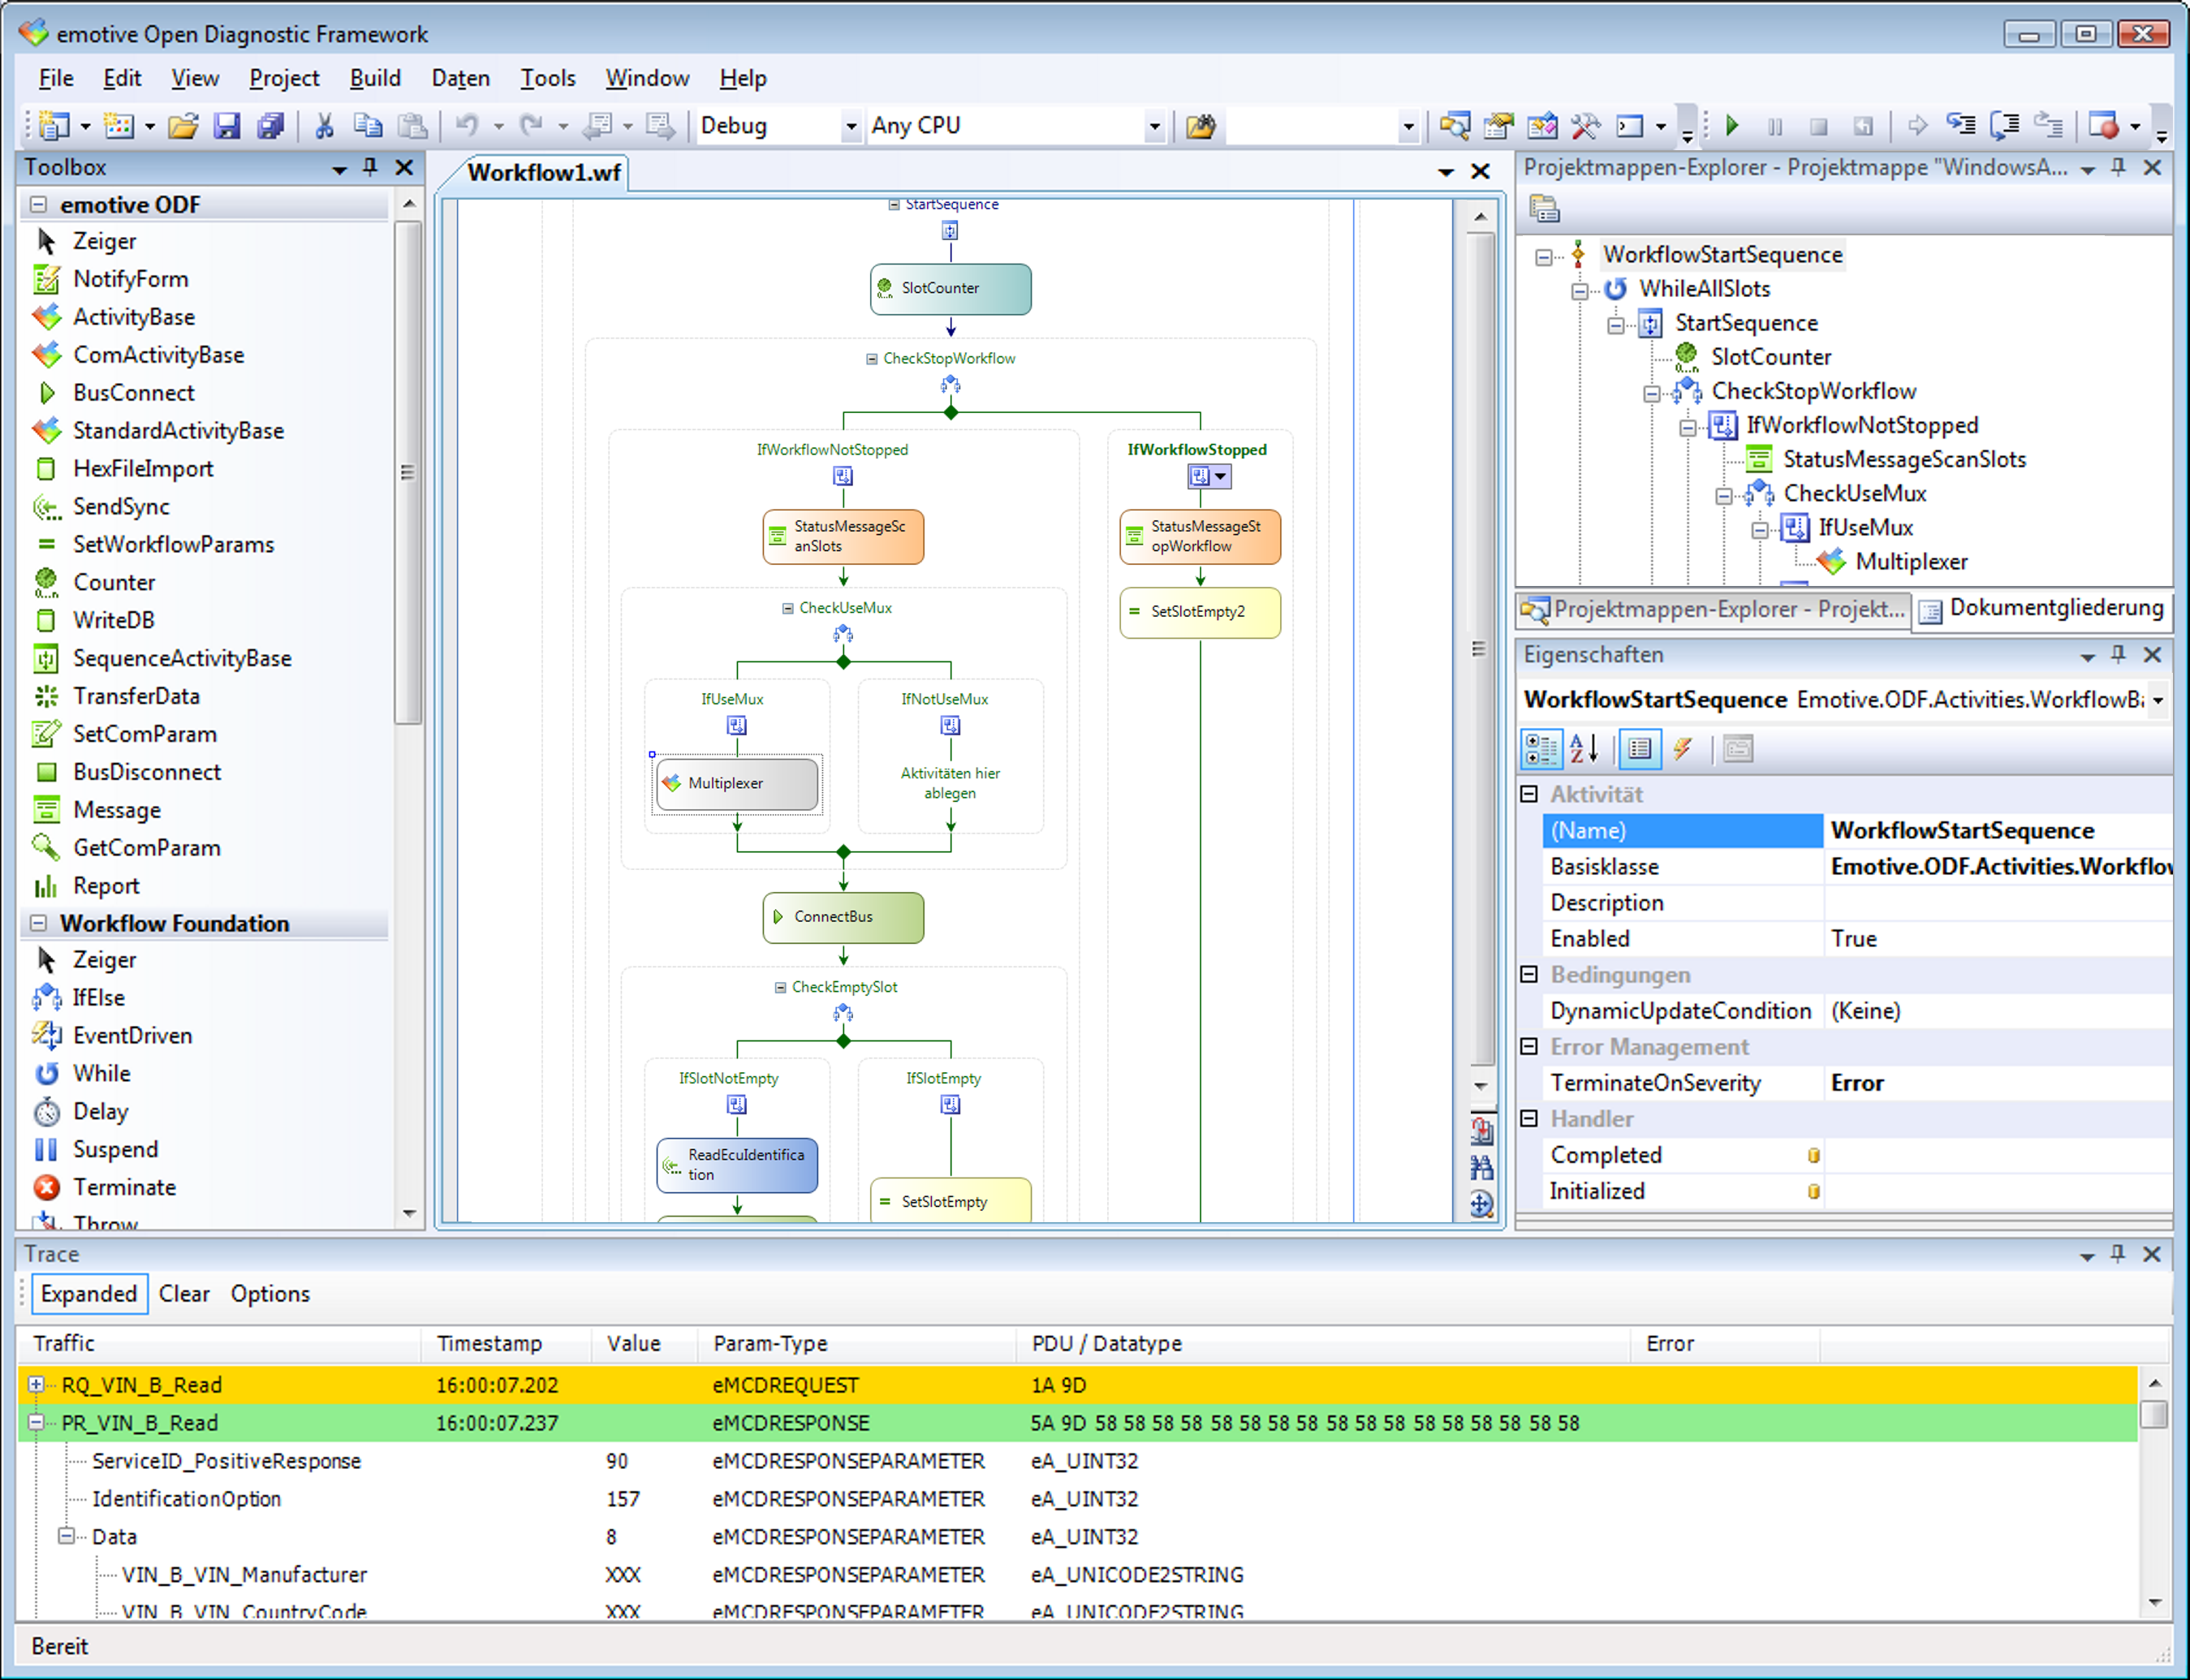 emotive Open Diagnostic Framework
File Edit View Project Build Daten Tools Window Help
Debug Any CPU
Toolbox
emotive ODF
Zeiger
NotifyForm
ActivityBase
ComActivityBase
BusConnect
StandardActivityBase
HexFileImport
SendSync
SetWorkflowParams
Counter
WriteDB
SequenceActivityBase
TransferData
SetComParam
BusDisconnect
Message
GetComParam
Report
Workflow Foundation
Zeiger
IfElse
EventDriven
While
Delay
Suspend
Terminate
Throw
Workflow1.wf
StartSequence
SlotCounter
CheckStopWorkflow
IfWorkflowNotStopped
IfWorkflowStopped
StatusMessageSc
anSlots
StatusMessageSt
opWorkflow
CheckUseMux
SetSlotEmpty2
IfUseMux
IfNotUseMux
Multiplexer
Aktivitäten hier
ablegen
ConnectBus
CheckEmptySlot
IfSlotNotEmpty
IfSlotEmpty
ReadEcuIdentifica
tion
SetSlotEmpty
Projektmappen-Explorer - Projektmappe "WindowsA...
WorkflowStartSequence
WhileAllSlots
StartSequence
SlotCounter
CheckStopWorkflow
IfWorkflowNotStopped
StatusMessageScanSlots
CheckUseMux
IfUseMux
Multiplexer
Projektmappen-Explorer - Projekt... Dokumentgliederung
Eigenschaften
WorkflowStartSequence Emotive.ODF.Activities.WorkflowB
Aktivität
(Name) WorkflowStartSequence
Basisklasse Emotive.ODF.Activities.Workflow
Description
Enabled True
Bedingungen
DynamicUpdateCondition (Keine)
Error Management
TerminateOnSeverity Error
Handler
Completed
Initialized
Trace
Expanded Clear Options
Traffic Timestamp Value Param-Type PDU / Datatype Error
RQ_VIN_B_Read 16:00:07.202 eMCDREQUEST 1A 9D
PR_VIN_B_Read 16:00:07.237 eMCDRESPONSE 5A 9D 58 58 58 58 58 58 58 58 58 58 58 58 58 58 58 58 58
ServiceID_PositiveResponse 90 eMCDRESPONSEPARAMETER eA_UINT32
IdentificationOption 157 eMCDRESPONSEPARAMETER eA_UINT32
Data 8 eMCDRESPONSEPARAMETER eA_UINT32
VIN_B_VIN_Manufacturer XXX eMCDRESPONSEPARAMETER eA_UNICODE2STRING
VIN_B_VIN_CountryCode XXX eMCDRESPONSEPARAMETER eA_UNICODE2STRING
Bereit